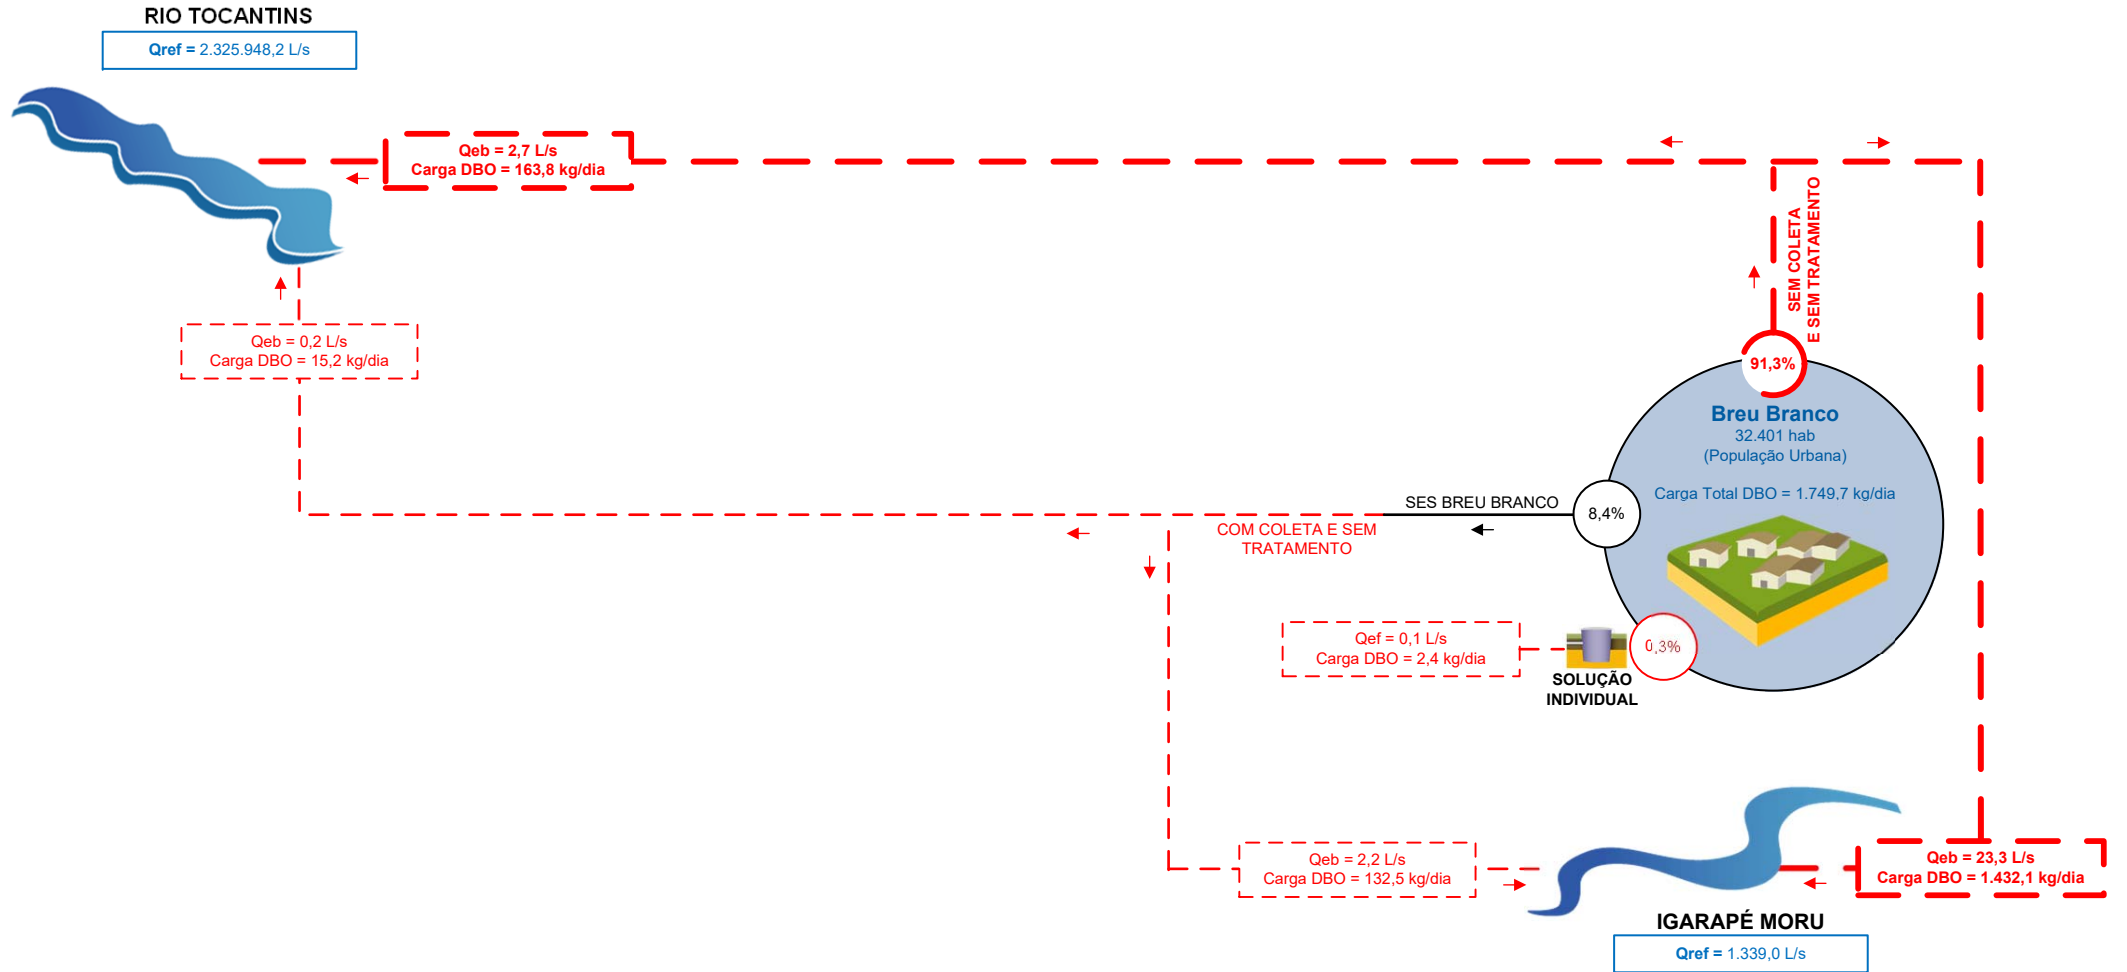 RIO TOCANTINS
Qref = 2.325.948,2 L/s
Qeb = 2,7 L/s
Carga DBO = 163,8 kg/dia
SEM COLETA
E SEM TRATAMENTO
Qeb = 0,2 L/s
Carga DBO = 15,2 kg/dia
91,3%
Breu Branco
32.401 hab
(População Urbana)
Carga Total DBO = 1.749,7 kg/dia
SES BREU BRANCO
8,4%
COM COLETA E SEM
TRATAMENTO
Qef = 0,1 L/s
Carga DBO = 2,4 kg/dia
0,3%
SOLUÇÃO
INDIVIDUAL
Qeb = 2,2 L/s
Carga DBO = 132,5 kg/dia
Qeb = 23,3 L/s
Carga DBO = 1.432,1 kg/dia
IGARAPÉ MORU
Qref = 1.339,0 L/s